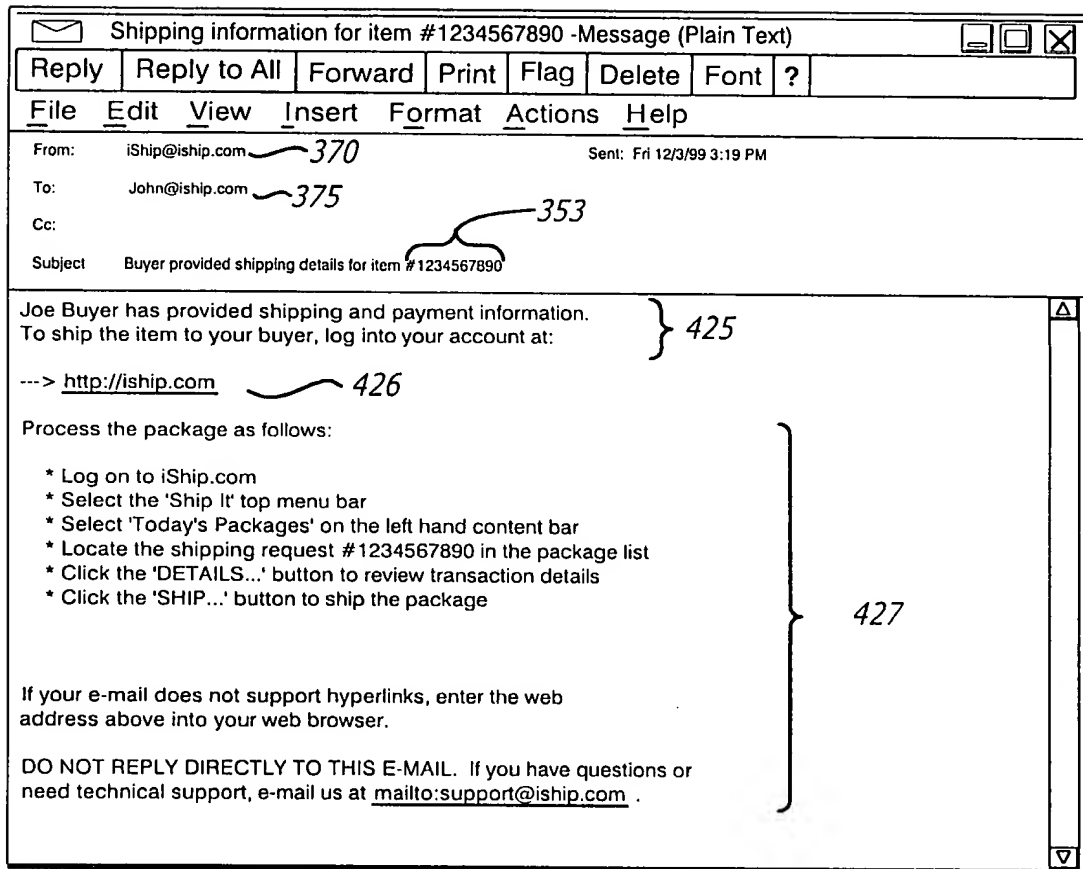 Shipping information for item #1234567890 -Message (Plain Text)
Reply Reply to All Forward Print Flag Delete Font ?
File Edit View Insert Format Actions Help
From: iShip@iship.com 370 Sent: Fri 12/3/99 3:19 PM
To: John@iship.com 375
Cc: 353
Subject Buyer provided shipping details for item #1234567890
Joe Buyer has provided shipping and payment information.
To ship the item to your buyer, log into your account at:
425
---> http://iship.com 426
Process the package as follows:
* Log on to iShip.com
* Select the 'Ship It' top menu bar
* Select 'Today's Packages' on the left hand content bar
* Locate the shipping request #1234567890 in the package list
* Click the 'DETAILS...' button to review transaction details
* Click the 'SHIP...' button to ship the package
427
If your e-mail does not support hyperlinks, enter the web
address above into your web browser.
DO NOT REPLY DIRECTLY TO THIS E-MAIL. If you have questions or
need technical support, e-mail us at mailto:support@iship.com .